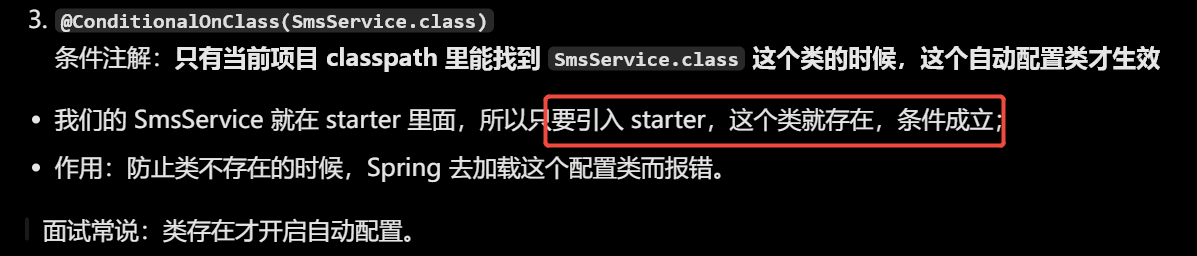 3. @ConditionalOnClass(SmsService.class)
条件注解：只有当前项目 classpath 里能找到 SmsService.class 这个类的时候，这个自动配置类才生效
• 我们的 SmsService 就在 starter 里面，所以只要引入 starter，这个类就存在，条件成立；
• 作用：防止类不存在的时候，Spring 去加载这个配置类而报错。
面试常说：类存在才开启自动配置。